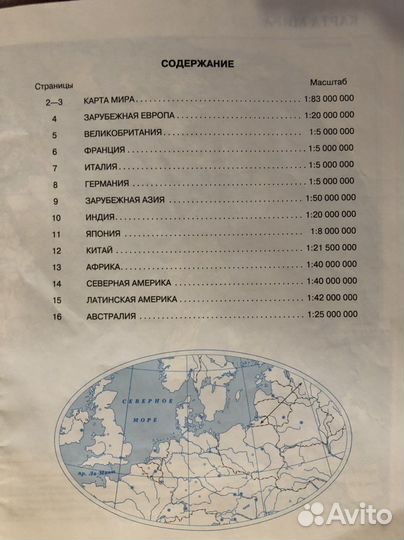 СОДЕРЖАНИЕ
Страницы Масштаб
2—3 КАРТА МИРА 1:83 000 000
4 ЗАРУБЕЖНАЯ ЕВРОПА 1:20 000 000
5 ВЕЛИКОБРИТАНИЯ 1:5 000 000
6 ФРАНЦИЯ 1:5 000 000
7 ИТАЛИЯ 1:5 000 000
8 ГЕРМАНИЯ 1:5 000 000
9 ЗАРУБЕЖНАЯ АЗИЯ 1:50 000 000
10 ИНДИЯ 1:20 000 000
11 ЯПОНИЯ 1:8 000 000
12 КИТАЙ 1:21 500 000
13 АФРИКА 1:40 000 000
14 СЕВЕРНАЯ АМЕРИКА 1:40 000 000
15 ЛАТИНСКАЯ АМЕРИКА 1:42 000 000
16 АВСТРАЛИЯ 1:25 000 000
СЕВЕРНОЕ
МОРЕ
пр. Ла-Манш
Avito